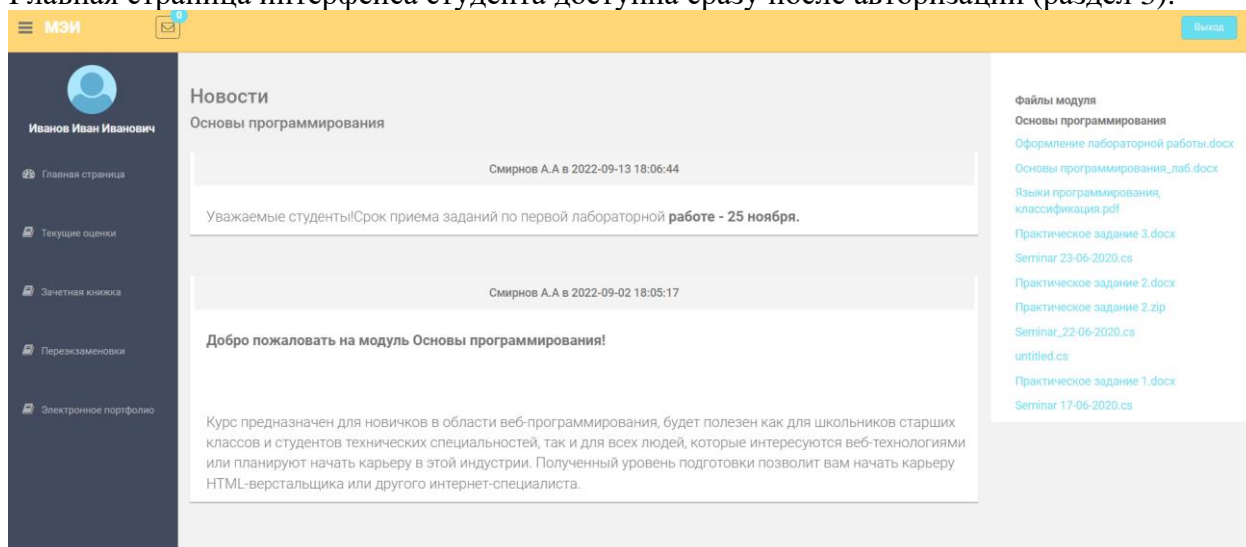 Главная страница интерфейса студента доступна сразу после авторизации (раздел 3).
МЭИ
0
Выход
Иванов Иван Иванович
Главная страница
Текущие оценки
Зачетная книжка
Переэкзаменовки
Электронное портфолио
Новости
Основы программирования
Смирнов А.А в 2022-09-13 18:06:44
Уважаемые студенты!Срок приема заданий по первой лабораторной работе - 25 ноября.
Смирнов А.А в 2022-09-02 18:05:17
Добро пожаловать на модуль Основы программирования!
Курс предназначен для новичков в области веб-программирования, будет полезен как для школьников старших
классов и студентов технических специальностей, так и для всех людей, которые интересуются веб-технологиями
или планируют начать карьеру в этой индустрии. Полученный уровень подготовки позволит вам начать карьеру
HTML-верстальщика или другого интернет-специалиста.
Файлы модуля
Основы программирования
Оформление лабораторной работы.docx
Основы программирования_лаб.docx
Языки программирования,
классификация.pdf
Практическое задание 3.docx
Seminar 23-06-2020.cs
Практическое задание 2.docx
Практическое задание 2.zip
Seminar_22-06-2020.cs
untitled.cs
Практическое задание 1.docx
Seminar 17-06-2020.cs